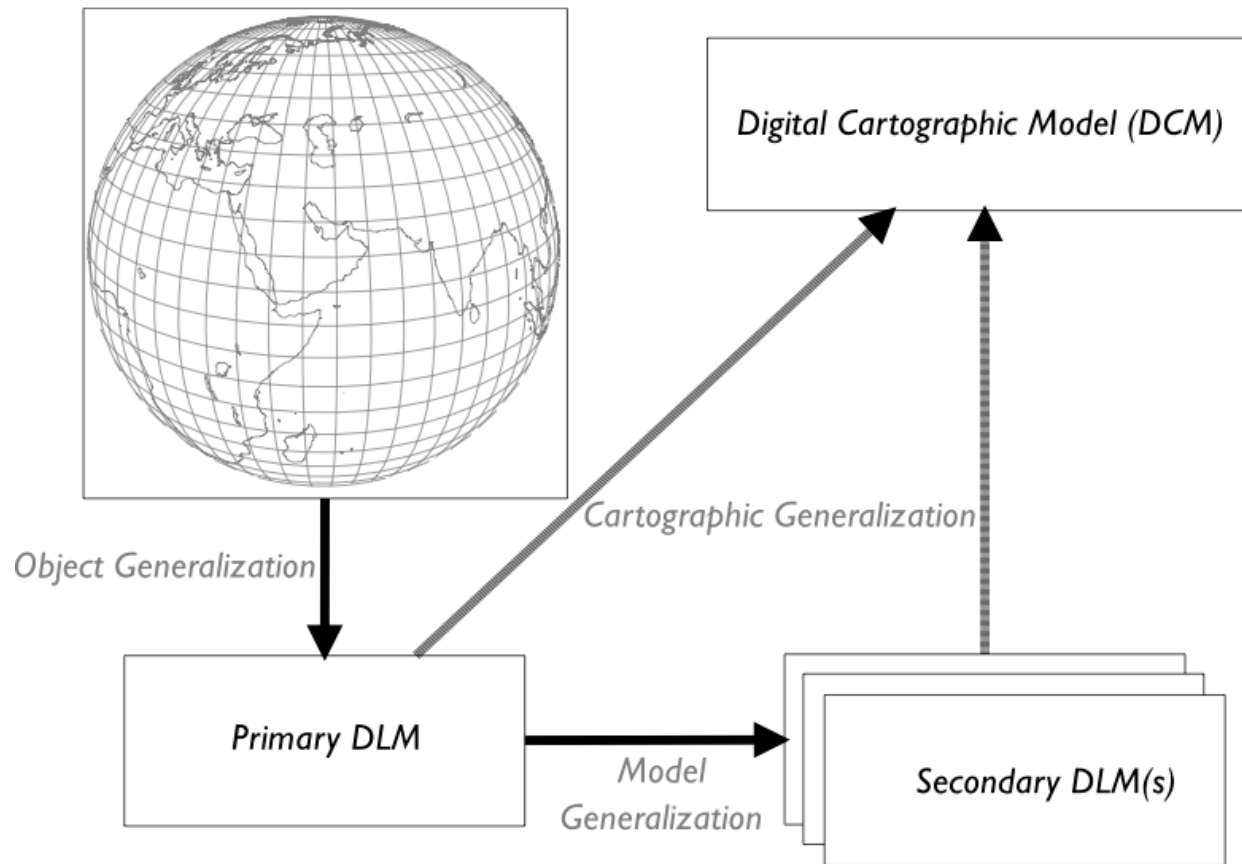 Digital Cartographic Model (DCM)
Cartographic Generalization
Object Generalization
Primary DLM
Model
Generalization
Secondary DLM(s)